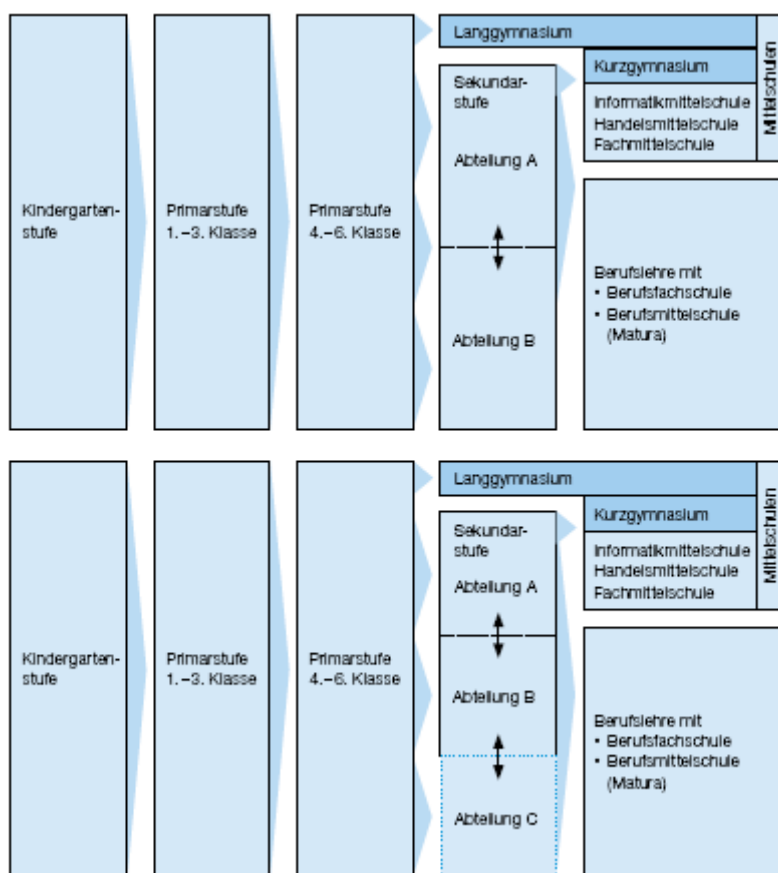 Langgymnasium
Kurzgymnasium
Informatikmittelschule
Handelsmittelschule
Fachmittelschule
Mittelschulen
Kindergarten-
stufe
Primarstufe
1.–3. Klasse
Primarstufe
4.–6. Klasse
Sekundar-
stufe
Abteilung A
Abteilung B
Berufslehre mit
• Berufsfachschule
• Berufsmittelschule
(Matura)
Langgymnasium
Kurzgymnasium
Informatikmittelschule
Handelsmittelschule
Fachmittelschule
Mittelschulen
Kindergarten-
stufe
Primarstufe
1.–3. Klasse
Primarstufe
4.–6. Klasse
Sekundar-
stufe
Abteilung A
Abteilung B
Abteilung C
Berufslehre mit
• Berufsfachschule
• Berufsmittelschule
(Matura)